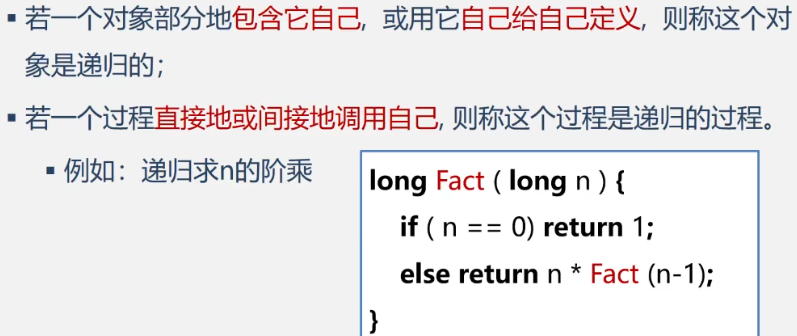 ▪ 若一个对象部分地包含它自己, 或用它自己给自己定义, 则称这个对
象是递归的;
▪ 若一个过程直接地或间接地调用自己, 则称这个过程是递归的过程。
▪ 例如：递归求n的阶乘
long Fact ( long n ) {
if ( n == 0) return 1;
else return n * Fact (n-1);
}